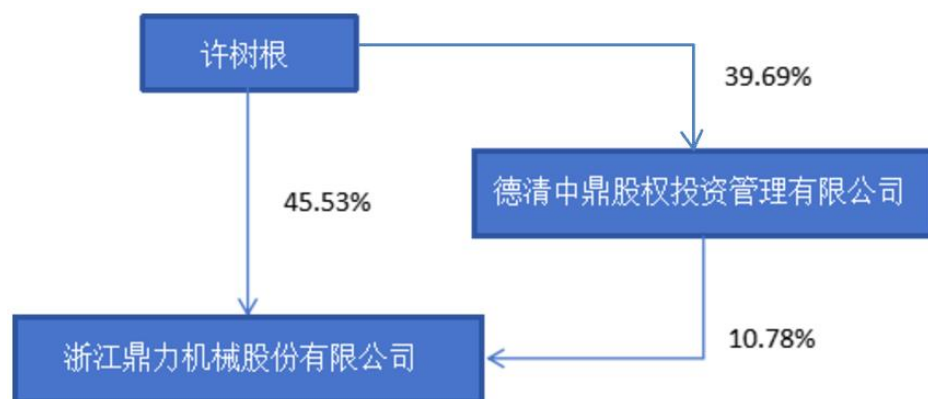 许树根
39.69%
45.53%
德清中鼎股权投资管理有限公司
浙江鼎力机械股份有限公司
10.78%